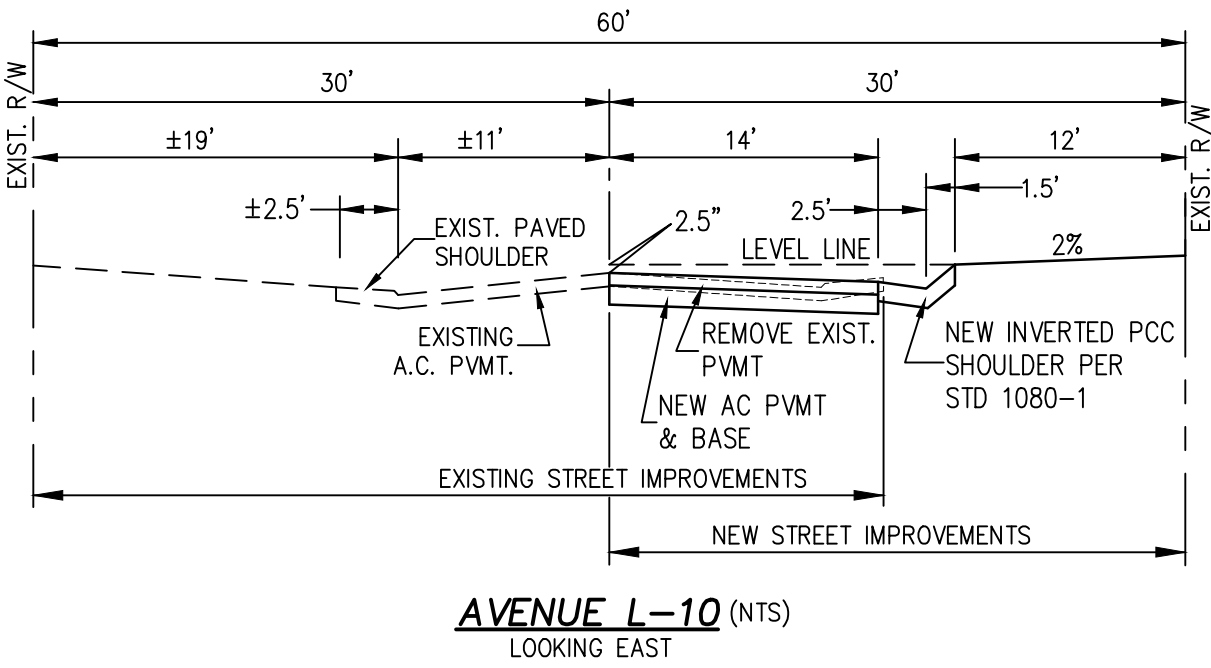 60'
30'
30'
EXIST. R/W
±19'
±11'
14'
12'
EXIST. R/W
±2.5'
2.5'
1.5'
EXIST. PAVED
SHOULDER
2.5"
LEVEL LINE
2%
EXISTING
A.C. PVMT.
REMOVE EXIST.
PVMT
NEW INVERTED PCC
SHOULDER PER
STD 1080-1
NEW AC PVMT
& BASE
EXISTING STREET IMPROVEMENTS
NEW STREET IMPROVEMENTS
AVENUE L-10 (NTS)
LOOKING EAST